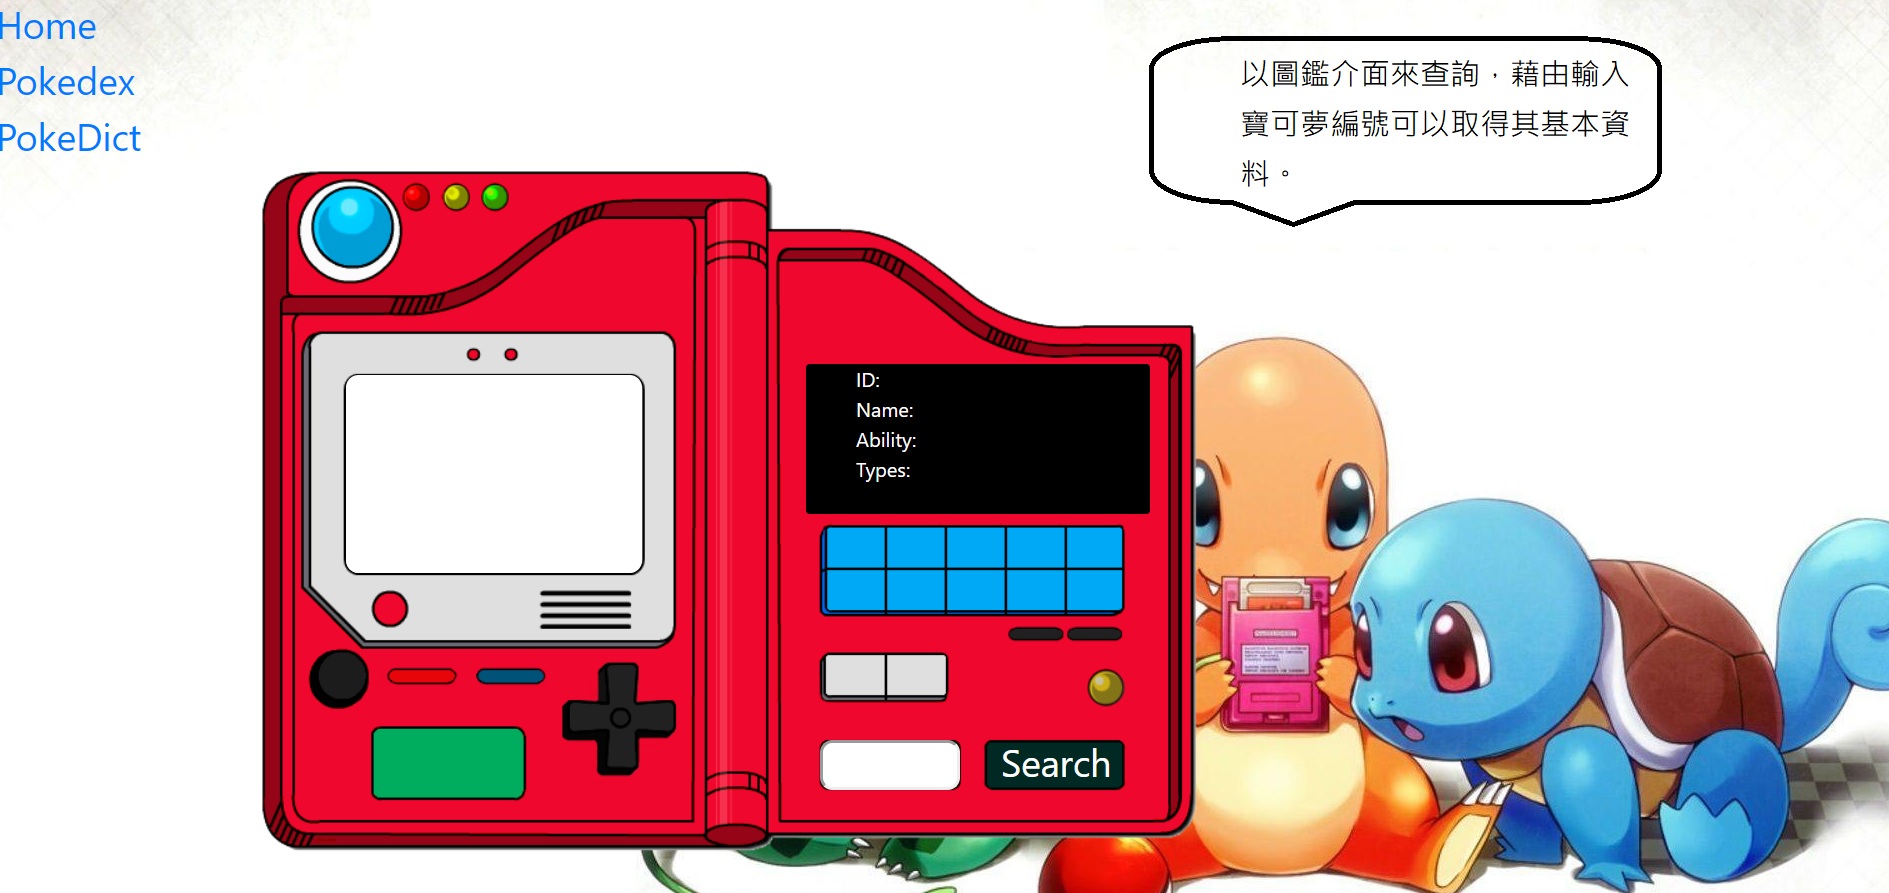 Home
Pokedex
PokeDict
以圖鑑介面來查詢，藉由輸入
寶可夢編號可以取得其基本資
料。
ID:
Name:
Ability:
Types:
Search